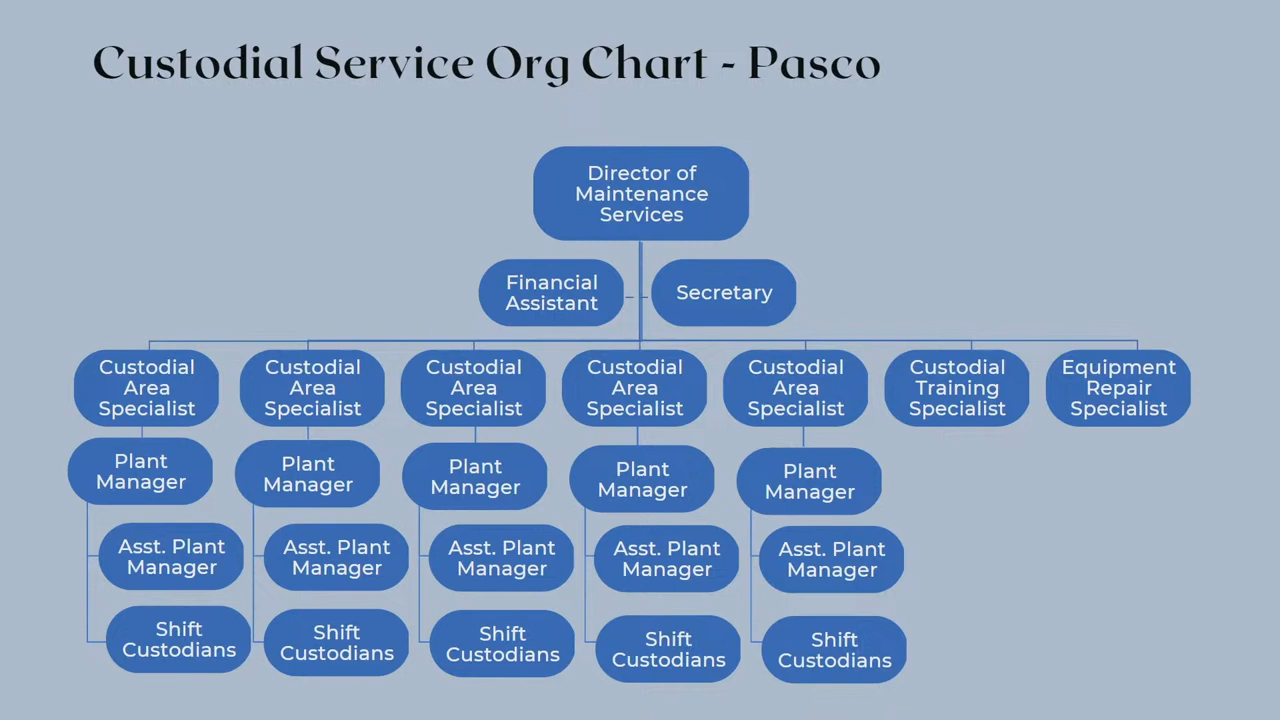 Custodial Service Org Chart - Pasco
Director of
Maintenance
Services
Financial
Assistant
Secretary
Custodial
Area
Specialist
Custodial
Area
Specialist
Custodial
Area
Specialist
Custodial
Area
Specialist
Custodial
Area
Specialist
Custodial
Training
Specialist
Equipment
Repair
Specialist
Plant
Manager
Plant
Manager
Plant
Manager
Plant
Manager
Plant
Manager
Asst. Plant
Manager
Asst. Plant
Manager
Asst. Plant
Manager
Asst. Plant
Manager
Asst. Plant
Manager
Shift
Custodians
Shift
Custodians
Shift
Custodians
Shift
Custodians
Shift
Custodians